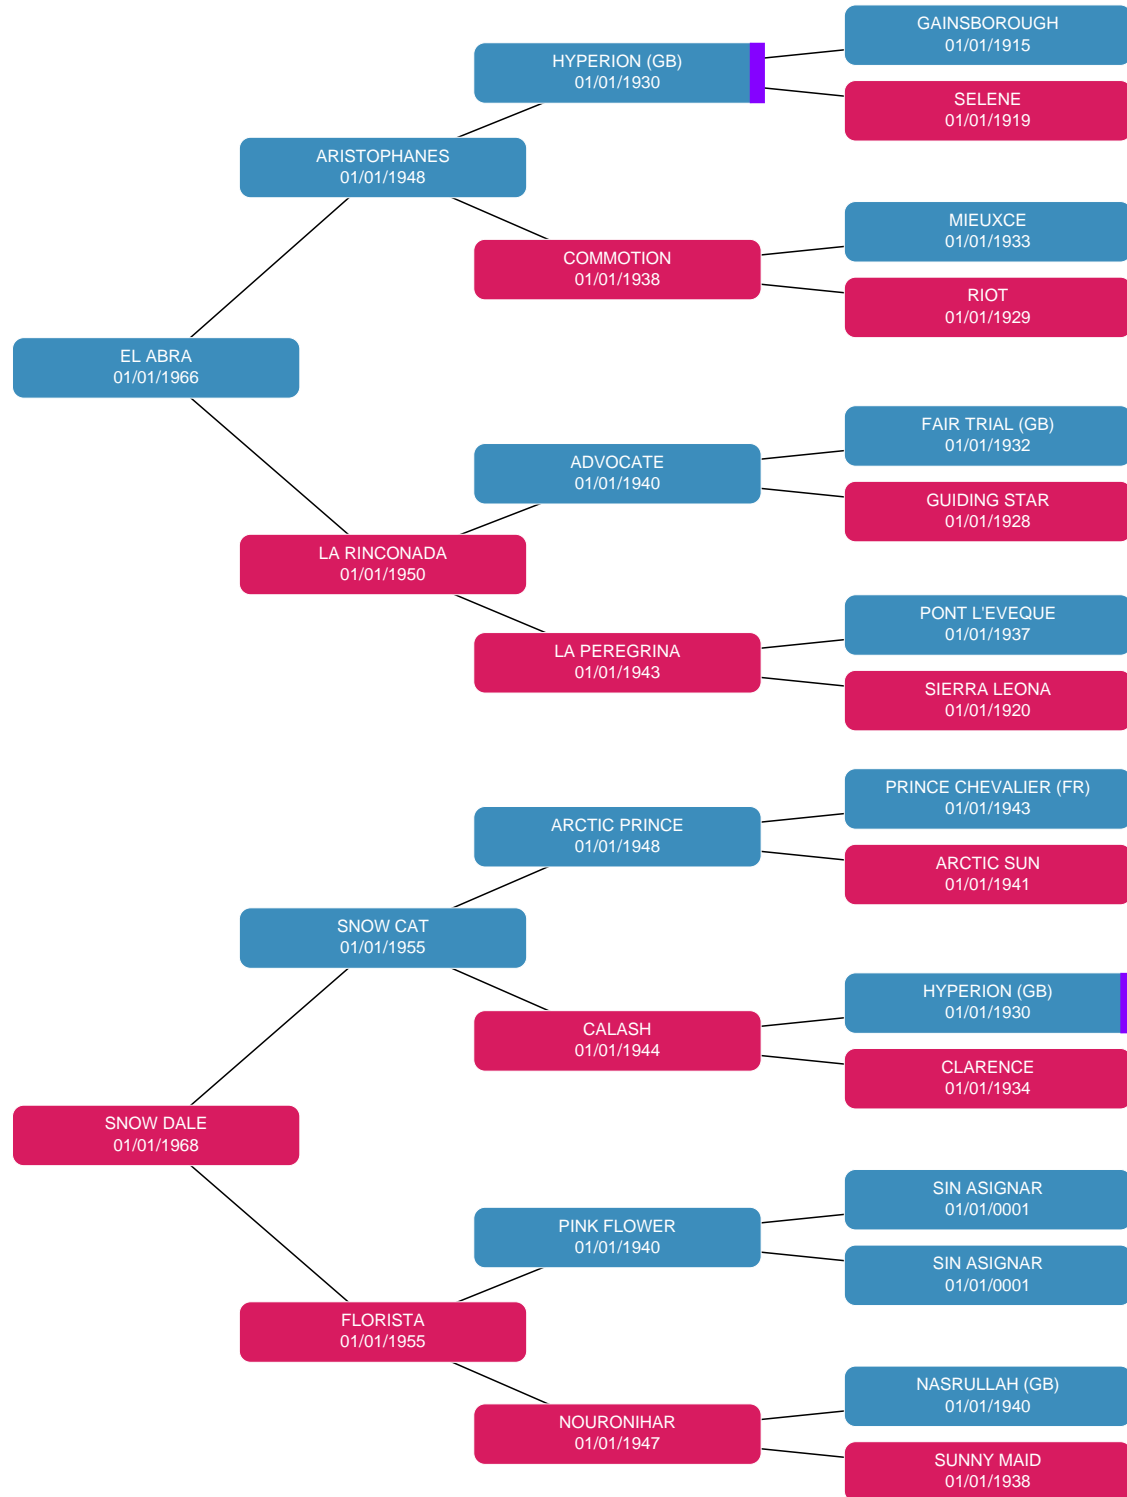 GAINSBOROUGH
01/01/1915
HYPERION (GB)
01/01/1930
SELENE
01/01/1919
ARISTOPHANES
01/01/1948
MIEUXCE
01/01/1933
COMMOTION
01/01/1938
RIOT
01/01/1929
EL ABRA
01/01/1966
FAIR TRIAL (GB)
01/01/1932
ADVOCATE
01/01/1940
GUIDING STAR
01/01/1928
LA RINCONADA
01/01/1950
PONT L'EVEQUE
01/01/1937
LA PEREGRINA
01/01/1943
SIERRA LEONA
01/01/1920
PRINCE CHEVALIER (FR)
01/01/1943
ARCTIC PRINCE
01/01/1948
ARCTIC SUN
01/01/1941
SNOW CAT
01/01/1955
HYPERION (GB)
01/01/1930
CALASH
01/01/1944
CLARENCE
01/01/1934
SNOW DALE
01/01/1968
SIN ASIGNAR
01/01/0001
PINK FLOWER
01/01/1940
SIN ASIGNAR
01/01/0001
FLORISTA
01/01/1955
NASRULLAH (GB)
01/01/1940
NOURONIHAR
01/01/1947
SUNNY MAID
01/01/1938